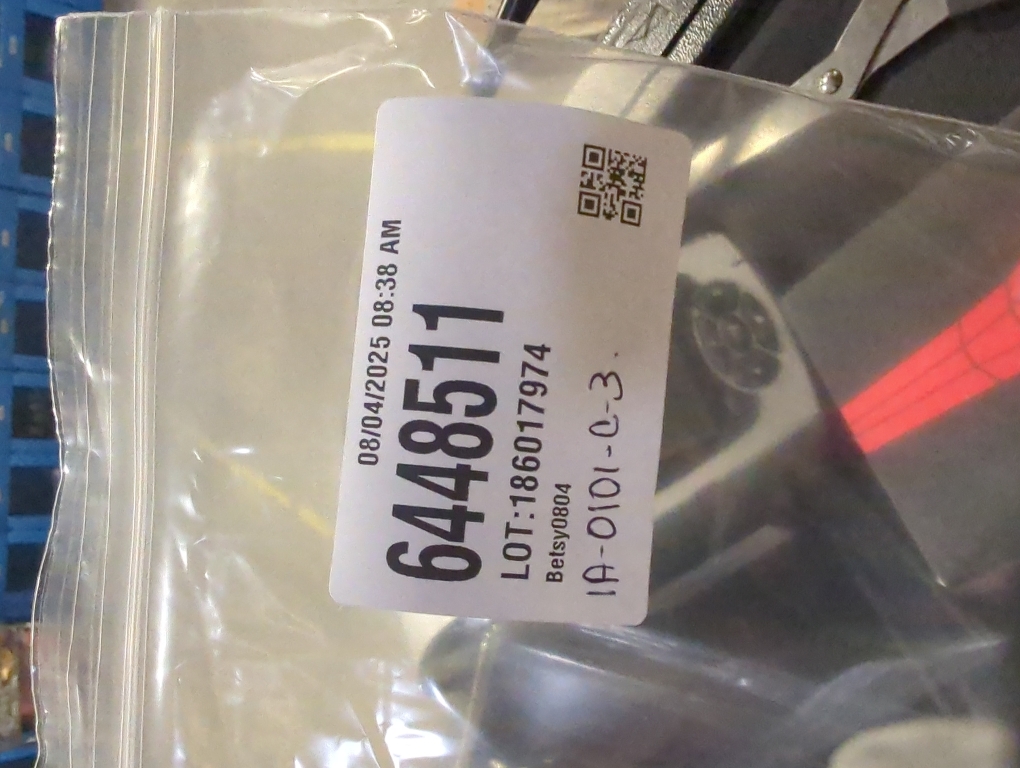 08/04/2025 08:38 AM
6448511
LOT:186017974
Betsy0804
1A-0101-C-3.